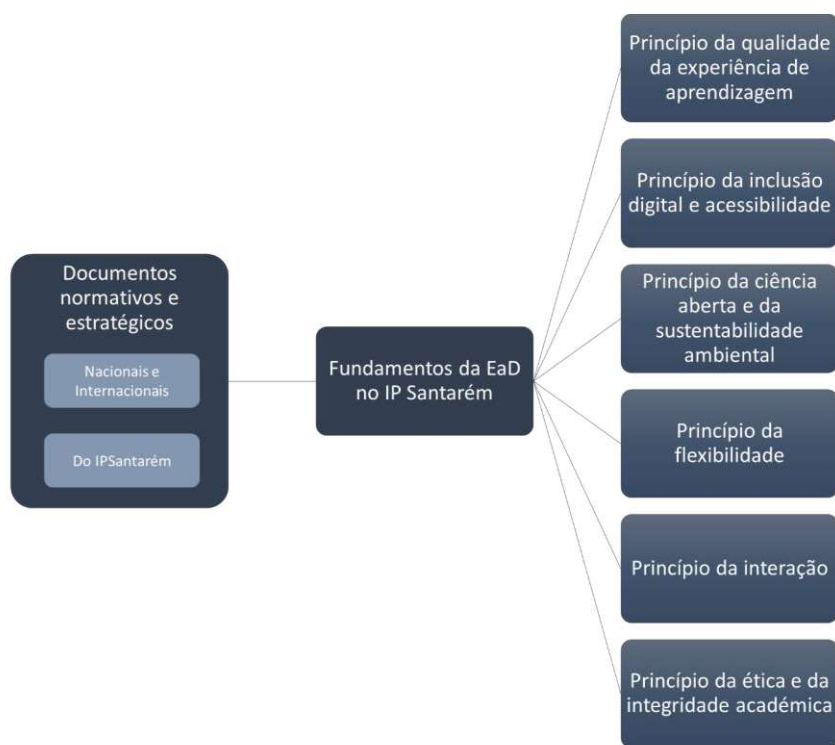 Documentos
normativos e
estratégicos
Nacionais e
Internacionais
Do IPSantarém
Fundamentos da EaD
no IP Santarém
Princípio da qualidade
da experiência de
aprendizagem
Princípio da inclusão
digital e acessibilidade
Princípio da ciência
aberta e da
sustentabilidade
ambiental
Princípio da
flexibilidade
Princípio da interação
Princípio da ética e da
integridade académica